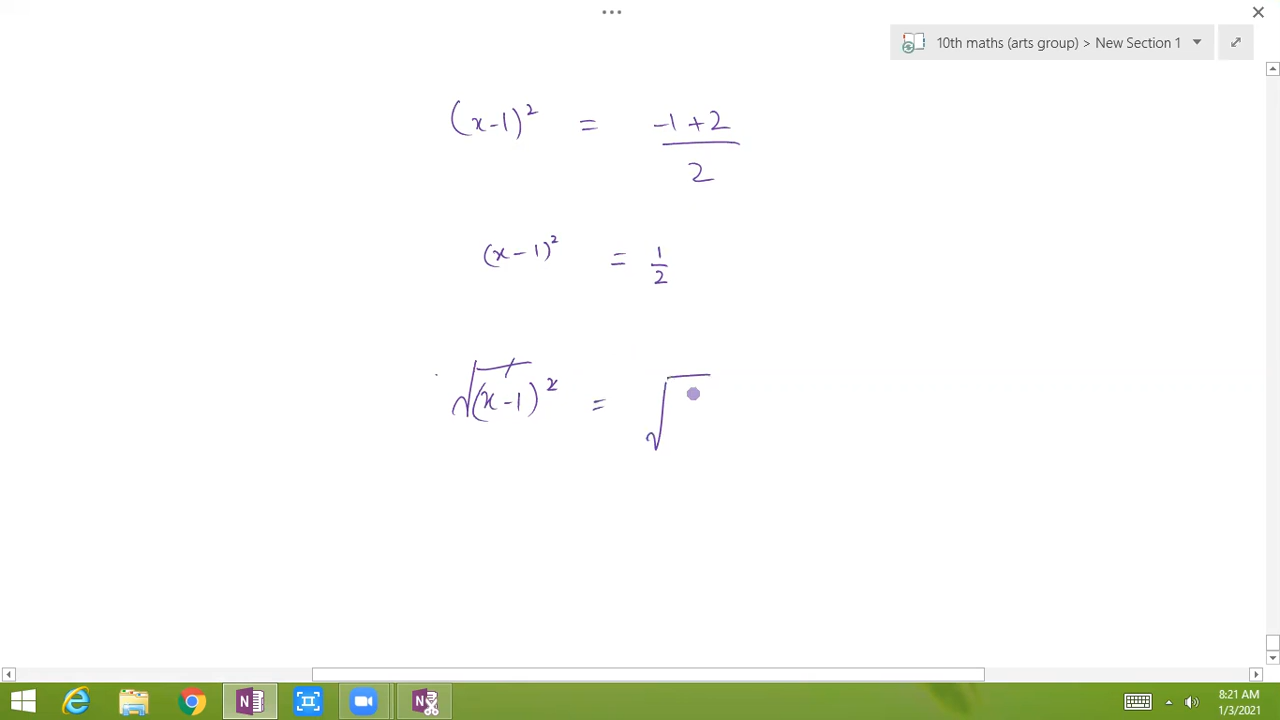 10th maths (arts group) > New Section 1
(x-1)² = -1+2/2
(x-1)² = 1/2
√(x-1)² = √
8:21 AM
1/3/2021